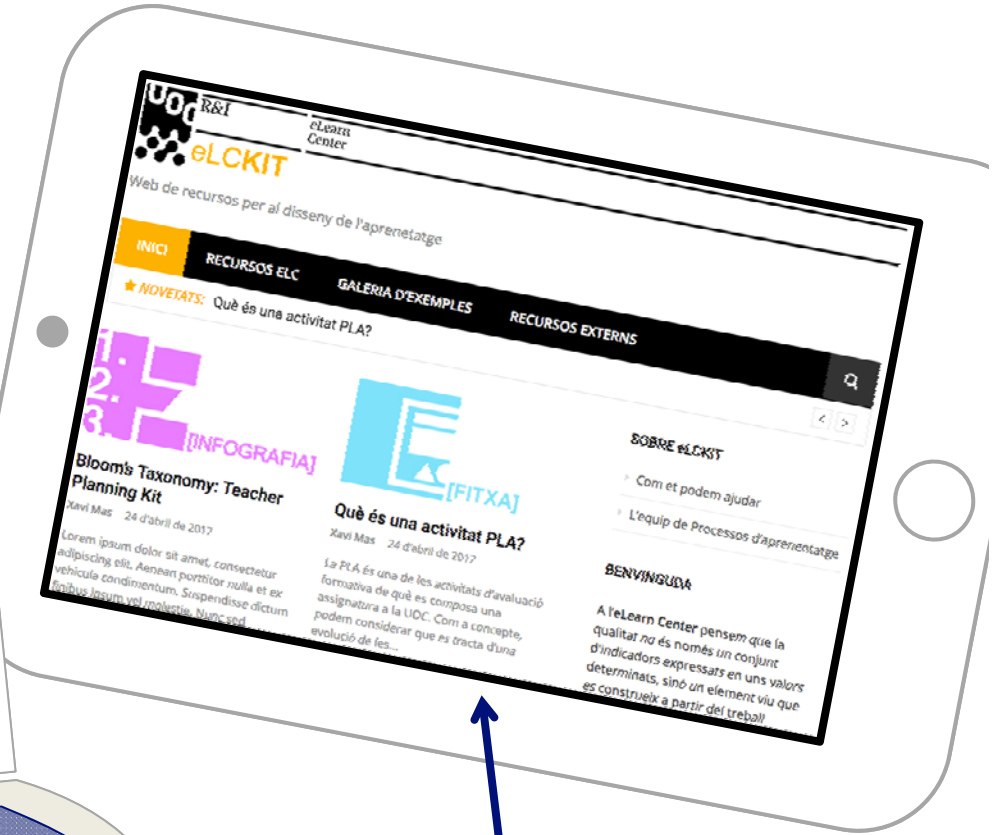 UOC
R&I
eLearn
Center
eLCKIT
Web de recursos per al disseny de l'aprenetatge
INICI
RECURSOS ELC
GALERIA D'EXEMPLES
RECURSOS EXTERNS
NOVETATS: Què és una activitat PLA?
< >
1.
2.
3.
[INFOGRAFIA]
Bloom's Taxonomy: Teacher
Planning Kit
Xavi Mas 24 d'abril de 2017
Lorem ipsum dolor sit amet, consectetur
adipiscing elit. Aenean porttitor nulla et ex
vehicula condimentum. Suspendisse dictum
finibus ipsum vel molestie. Nunc sed
[FITXA]
Què és una activitat PLA?
Xavi Mas 24 d'abril de 2017
La PLA és una de les activitats d'avaluació
formativa de què es composa una
assignatura a la UOC. Com a concepte,
podem considerar que es tracta d'una
evolució de les...
SOBRE eLCKIT
Com et podem ajudar
L'equip de Processos d'aprenentatge
BENVINGUDA
A l'eLearn Center pensem que la
qualitat no és només un conjunt
d'indicadors expressats en uns valors
determinats, sinó un element viu que
es construeix a partir del treball